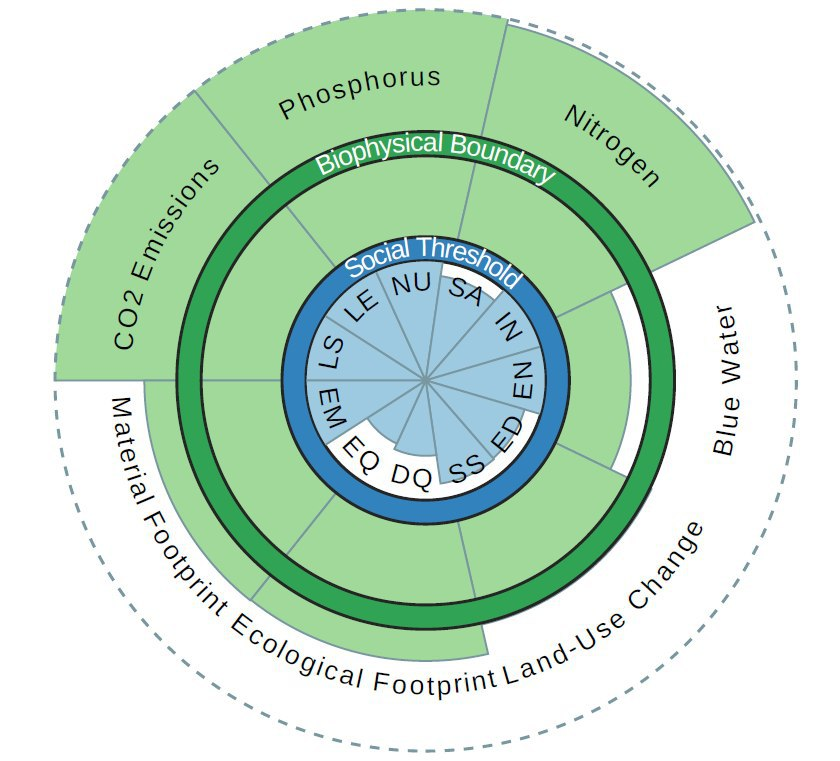 Phosphorus
Nitrogen
CO2 Emissions
Biophysical Boundary
Social Threshold
NU
SA
IN
EN
ED
SS
DQ
EQ
EM
LS
LE
Blue Water
Land-Use Change
Ecological Footprint
Material Footprint